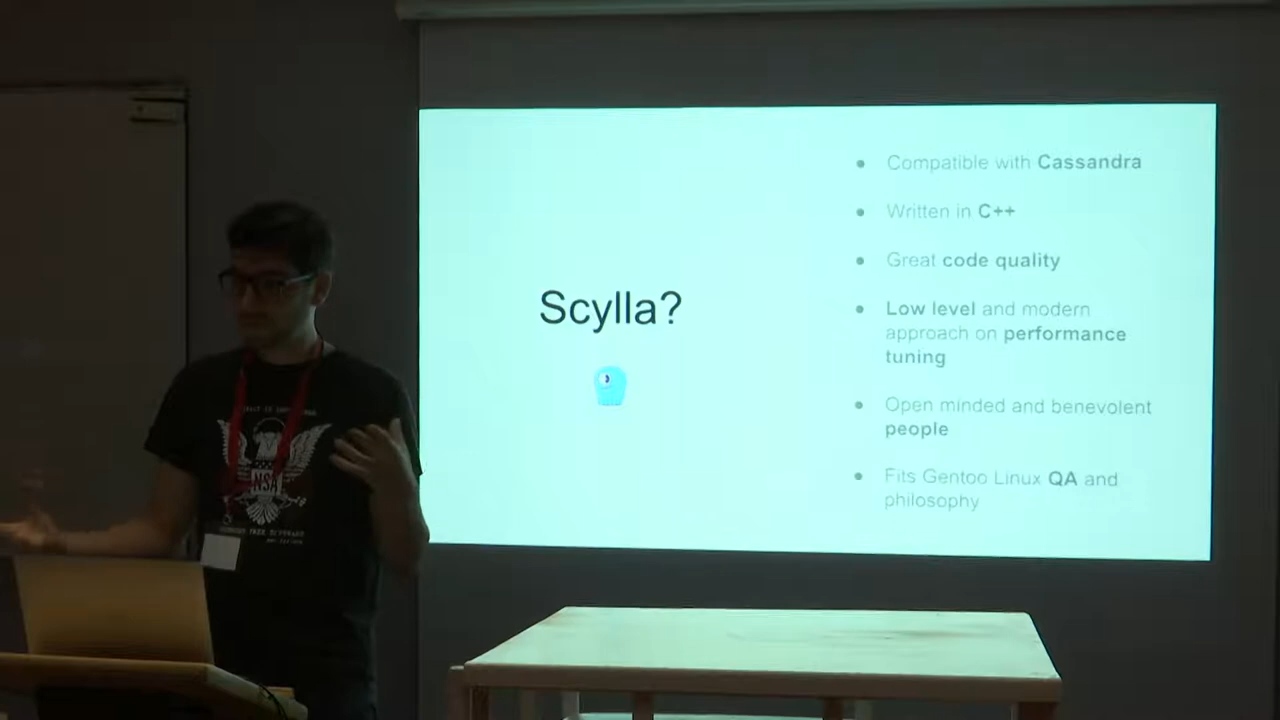 Scylla?
Compatible with Cassandra
Written in C++
Great code quality
Low level and modern
approach on performance
tuning
Open minded and benevolent
people
Fits Gentoo Linux QA and
philosophy
NSA